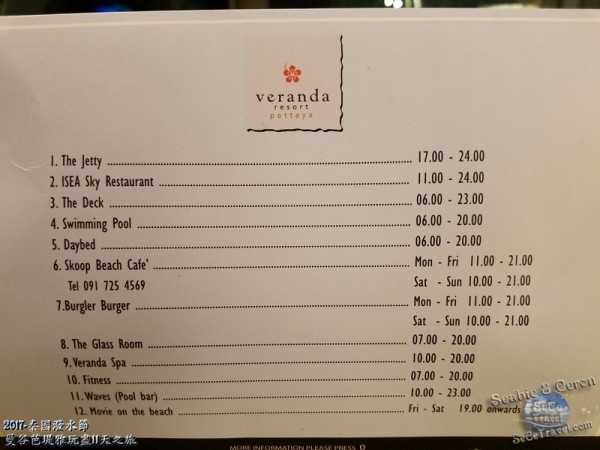 veranda
resort
pattaya
1. The Jetty ........ 17.00 - 24.00
2. ISEA Sky Restaurant ........ 11.00 - 24.00
3. The Deck ........ 06.00 - 23.00
4. Swimming Pool ........ 06.00 - 20.00
5. Daybed ........ 06.00 - 20.00
6. Skoop Beach Cafe' ........ Mon - Fri 11.00 - 21.00
Tel 091 725 4569 Sat - Sun 10.00 - 21.00
7.Burgler Burger ........ Mon - Fri 11.00 - 21.00
Sat - Sun 10.00 - 21.00
8. The Glass Room ........ 07.00 - 20.00
9. Veranda Spa ........ 10.00 - 20.00
10. Fitness ........ 07.00 - 20.00
11. Waves (Pool bar) ........ 10.00 - 23.00
12. Movie on the beach ........ Fri - Sat 19.00 onwards
MORE INFORMATION PLEASE PRESS 0
2017-泰國潑水節
曼谷芭堤雅玩盡11天之旅
Seabie & Ceron
SeCe
TRAVEL
SeCeTravel.com